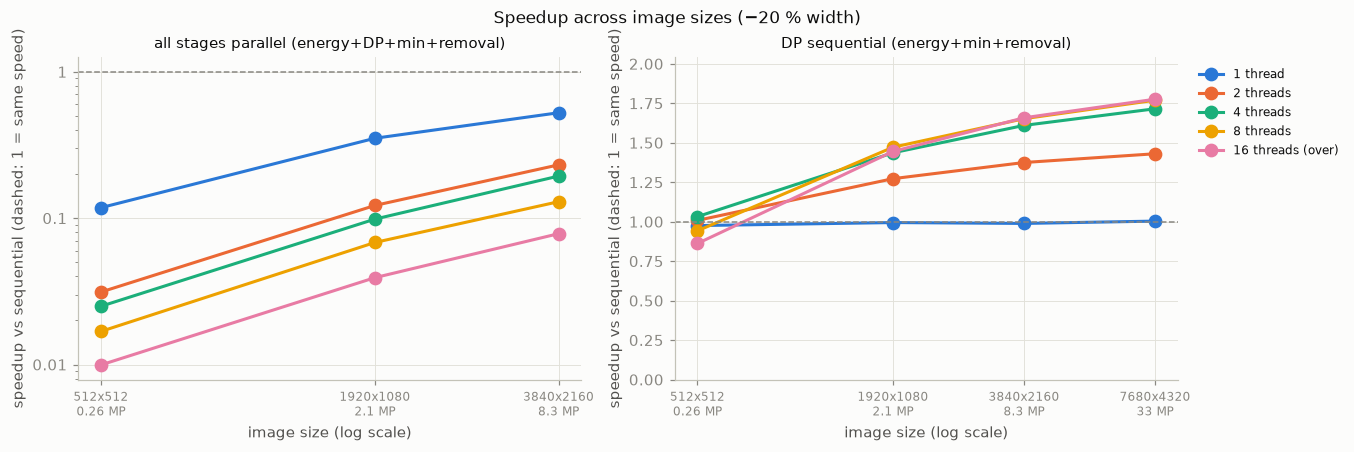 Speedup across image sizes (−20 % width)
all stages parallel (energy+DP+min+removal)
speedup vs sequential (dashed: 1 = same speed)
1
0.1
0.01
512x512
0.26 MP
1920x1080
2.1 MP
3840x2160
8.3 MP
image size (log scale)
DP sequential (energy+min+removal)
speedup vs sequential (dashed: 1 = same speed)
2.00
1.75
1.50
1.25
1.00
0.75
0.50
0.25
0.00
512x512
0.26 MP
1920x1080
2.1 MP
3840x2160
8.3 MP
7680x4320
33 MP
image size (log scale)
1 thread
2 threads
4 threads
8 threads
16 threads (over)